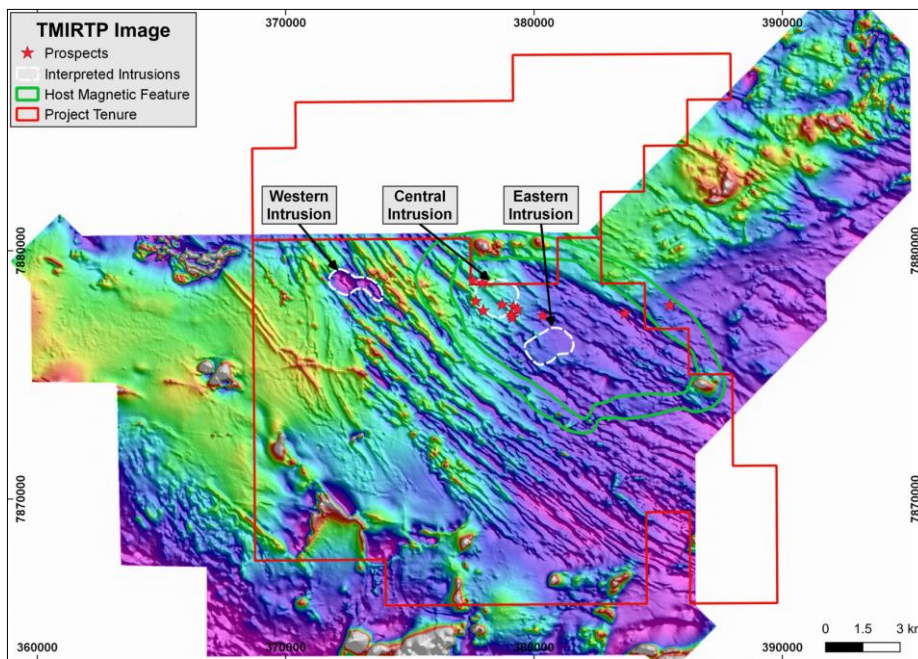 370000
380000
390000
TMIRTP Image
Prospects
Interpreted Intrusions
Host Magnetic Feature
Project Tenure
Western
Intrusion
Central
Intrusion
Eastern
Intrusion
7880000
7880000
7870000
7870000
360000
370000
380000
390000
0 1.5 3 km